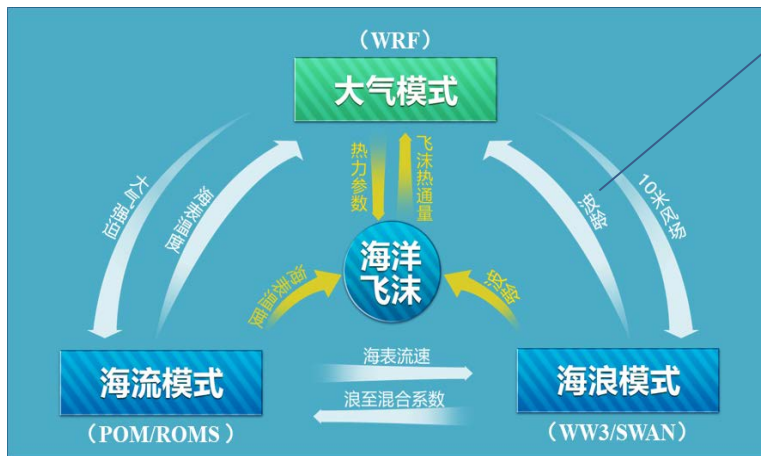 （WRF）
大气模式
热力参数
飞沫热通量
大气强迫
海表温度
波龄
10米风场
海洋
飞沫
海表温度
波龄
海流模式
海表流速
浪至混合系数
海浪模式
（POM/ROMS）
（WW3/SWAN）